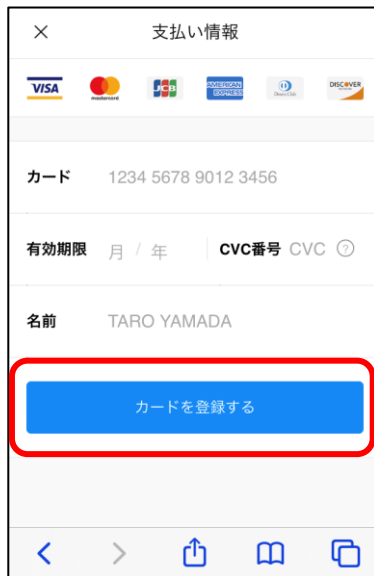 支払い情報
VISA mastercard JCB AMERICAN EXPRESS Diners Club DISCOVER
カード 1234 5678 9012 3456
有効期限 月 / 年 CVC番号 CVC ?
名前 TARO YAMADA
カードを登録する